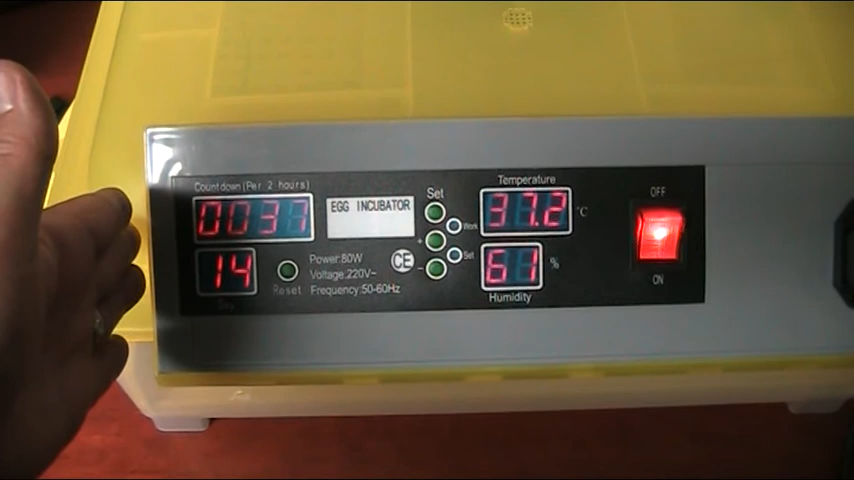 Countdown(Per 2 hours)
0037
14
Reset
EGG INCUBATOR
Power:80W
Voltage:220V~
Frequency:50-60Hz
CE
Set
+
-
Work
Set
Temperature
37.2 °C
61 %
Humidity
OFF
ON